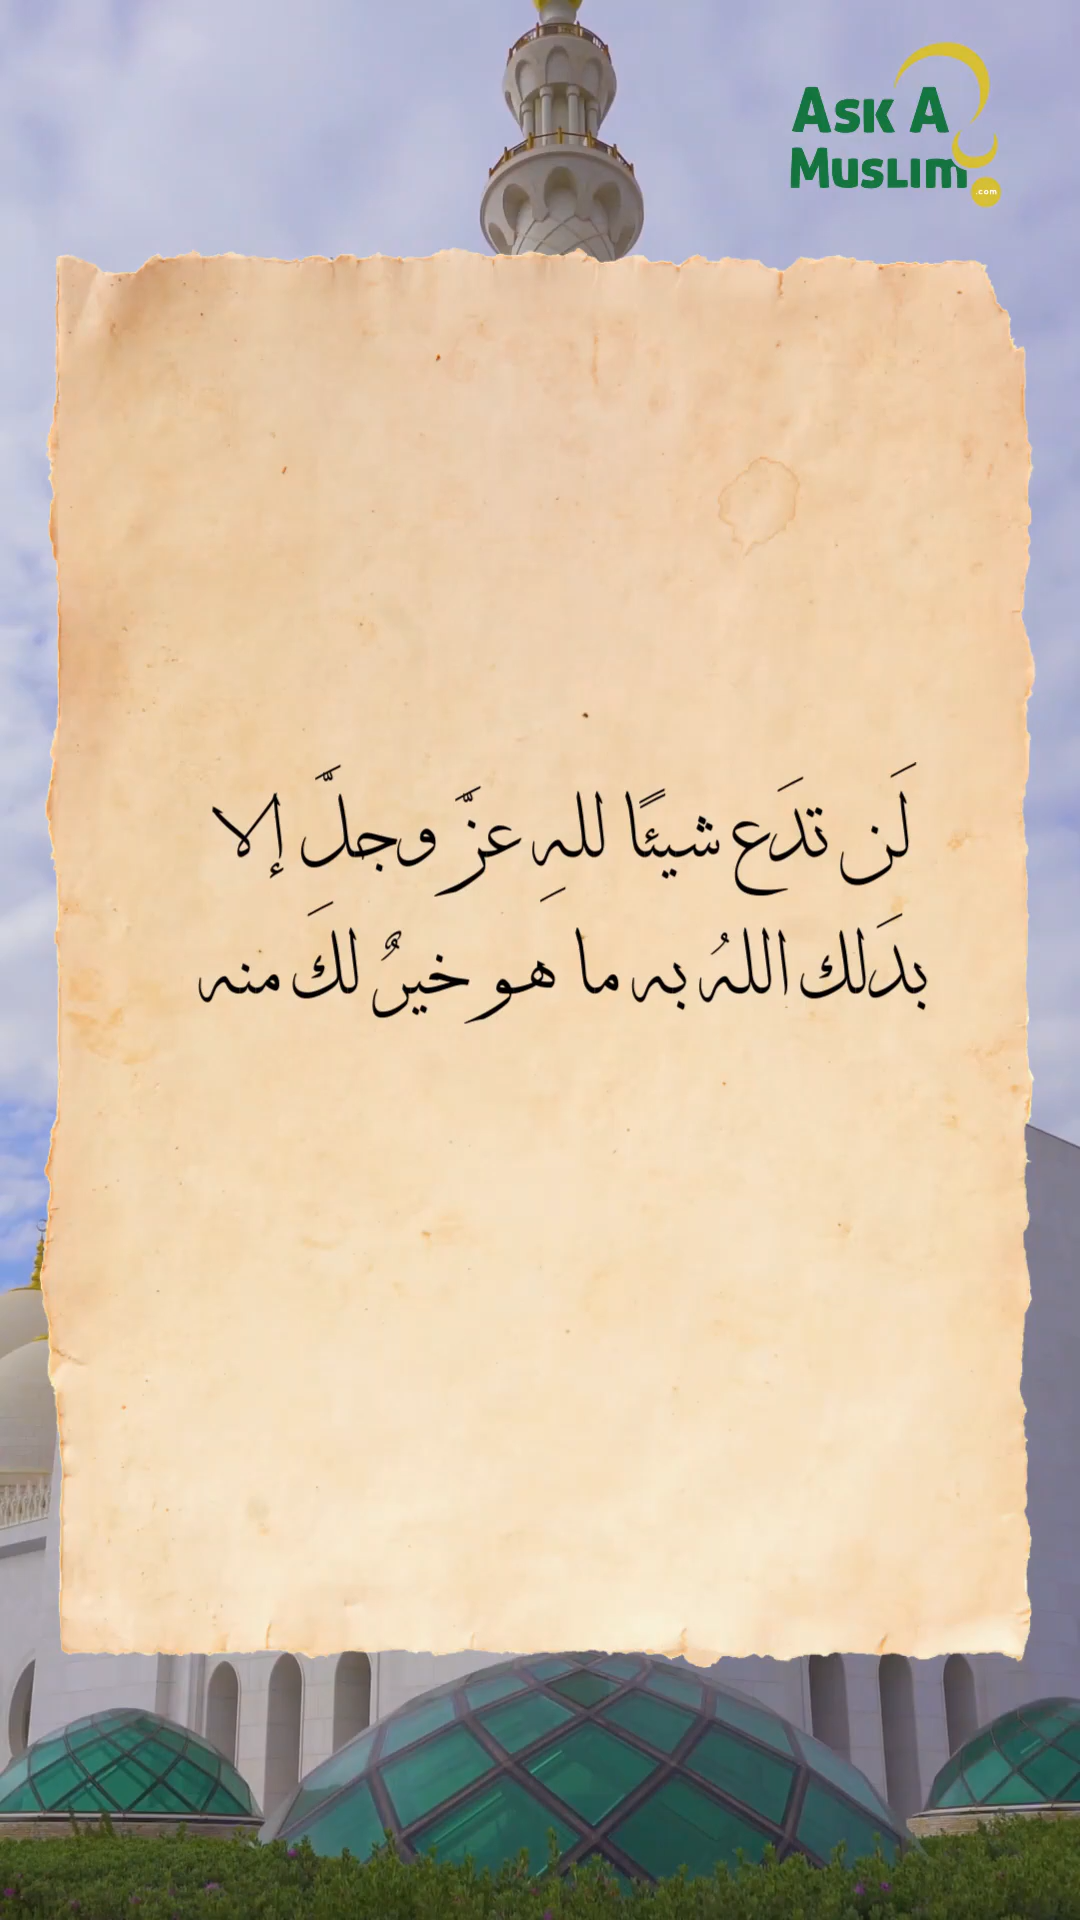 Ask A
Muslim
.com
لَن تدَع شيئًا للهِ عزَّ وجلَّ إلا
بدَلك اللهُ به ما هو خيرٌ لكَ منه